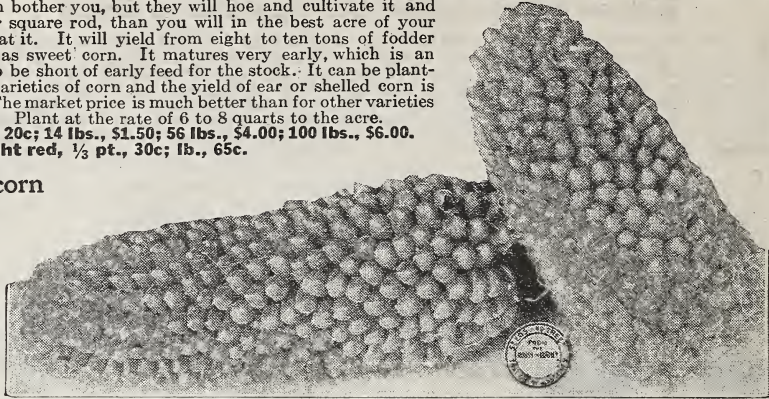 bother you, but they will hoe and cultivate it and
square rod, than you will in the best acre of your
at it. It will yield from eight to ten tons of fodder
as sweet corn. It matures very early, which is an
be short of early feed for the stock. It can be plant-
arieties of corn and the yield of ear or shelled corn is
he market price is much better than for other varieties
Plant at the rate of 6 to 8 quarts to the acre.
20c; 14 lbs., $1.50; 56 lbs., $4.00; 100 lbs., $6.00.
ht red, ⅓ pt., 30c; lb., 65c.
corn
FROM
THE